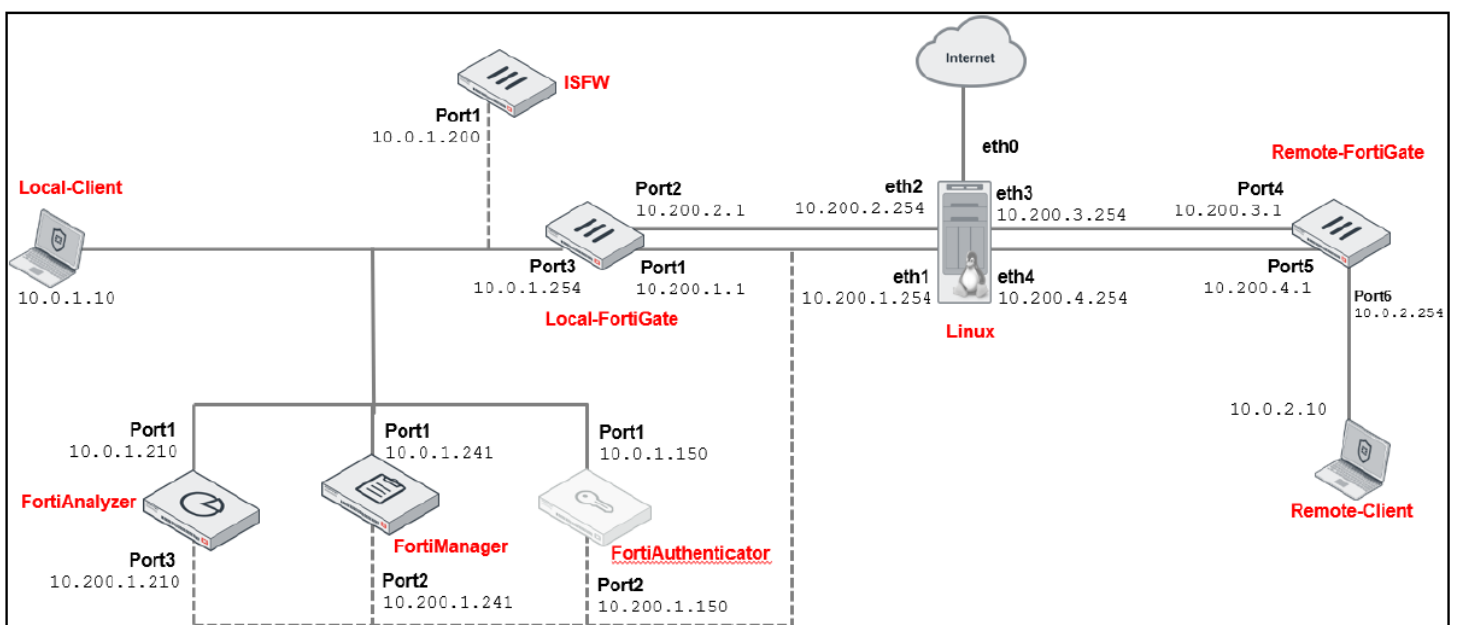 Internet
ISFW
Port1
10.0.1.200
eth0
Remote-FortiGate
Local-Client
Port2
10.200.2.1
eth2
10.200.2.254
eth3
10.200.3.254
Port4
10.200.3.1
10.0.1.10
Port3
10.0.1.254
Port1
10.200.1.1
eth1
10.200.1.254
eth4
10.200.4.254
Port5
10.200.4.1
Port6
10.0.2.254
Local-FortiGate
Linux
Port1
10.0.1.210
Port1
10.0.1.241
Port1
10.0.1.150
10.0.2.10
FortiAnalyzer
FortiManager
FortiAuthenticator
Remote-Client
Port3
10.200.1.210
Port2
10.200.1.241
Port2
10.200.1.150